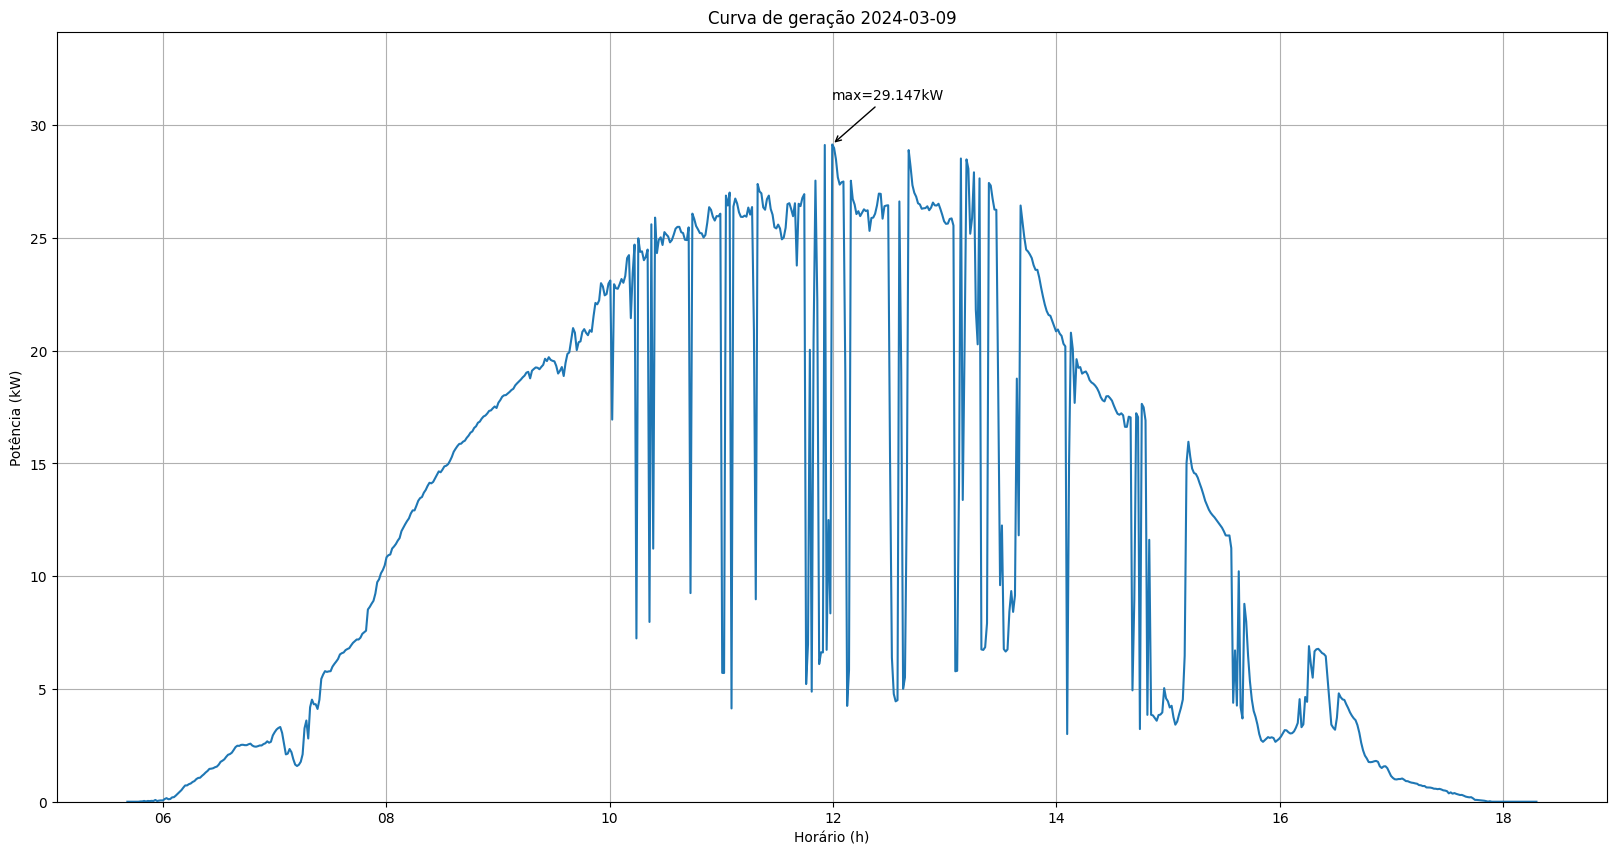 Curva de geração 2024-03-09
max=29.147kW
30
25
20
15
10
5
0
Potência (kW)
06 08 10 12 14 16 18
Horário (h)